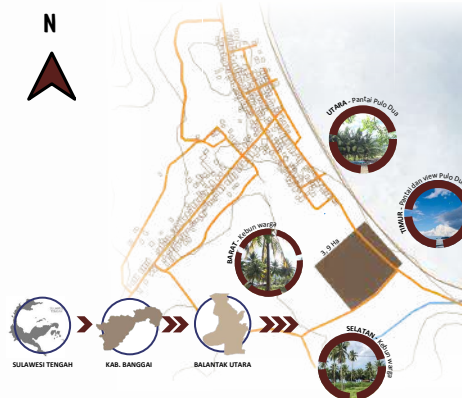 N
UTARA - Pantai Pulo Dua
TIMUR - Pantai dan view Pulo Dua
BARAT - Kebun warga
3, 9 Ha
SELATAN - Kebun warga
SULAWESI TENGAH
KAB. BANGGAI
BALANTAK UTARA